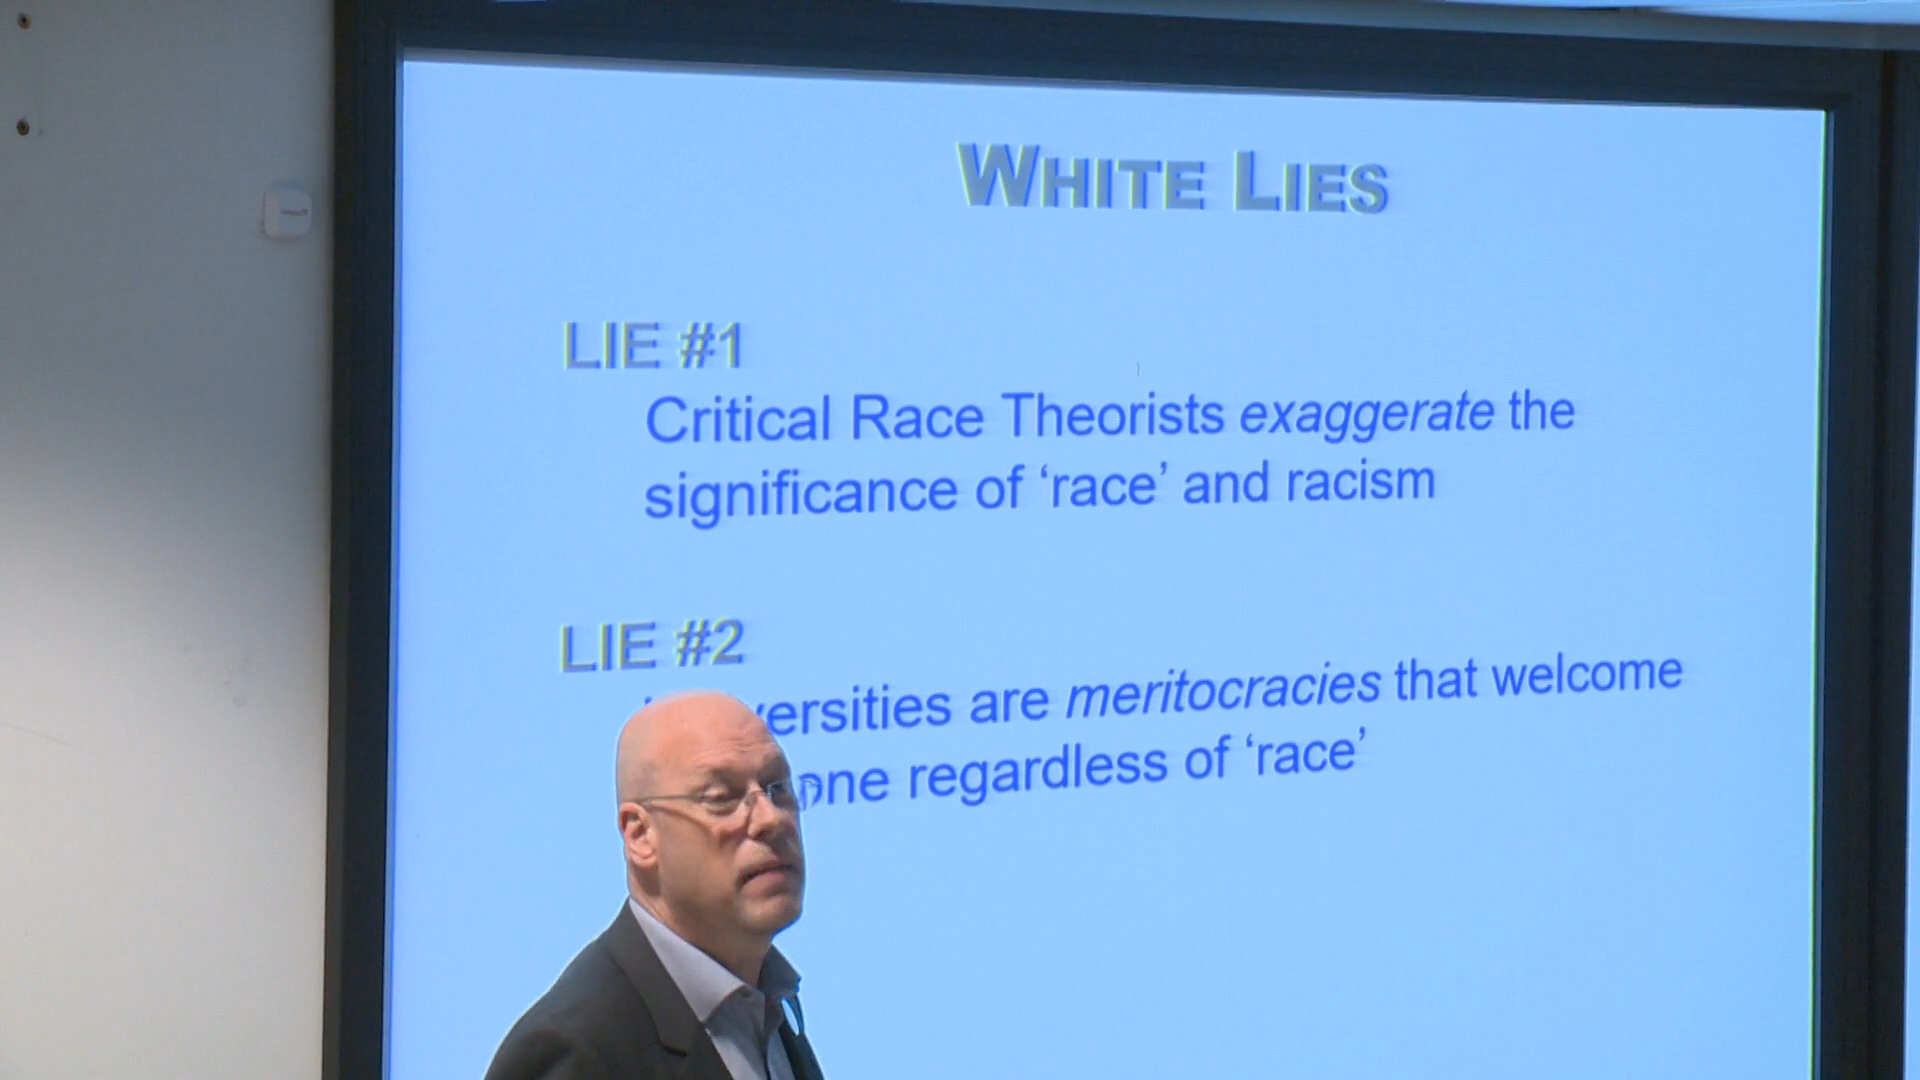 WHITE LIES
LIE #1
Critical Race Theorists exaggerate the
significance of ‘race’ and racism
LIE #2
are meritocracies that welcome
regardless of ‘race’